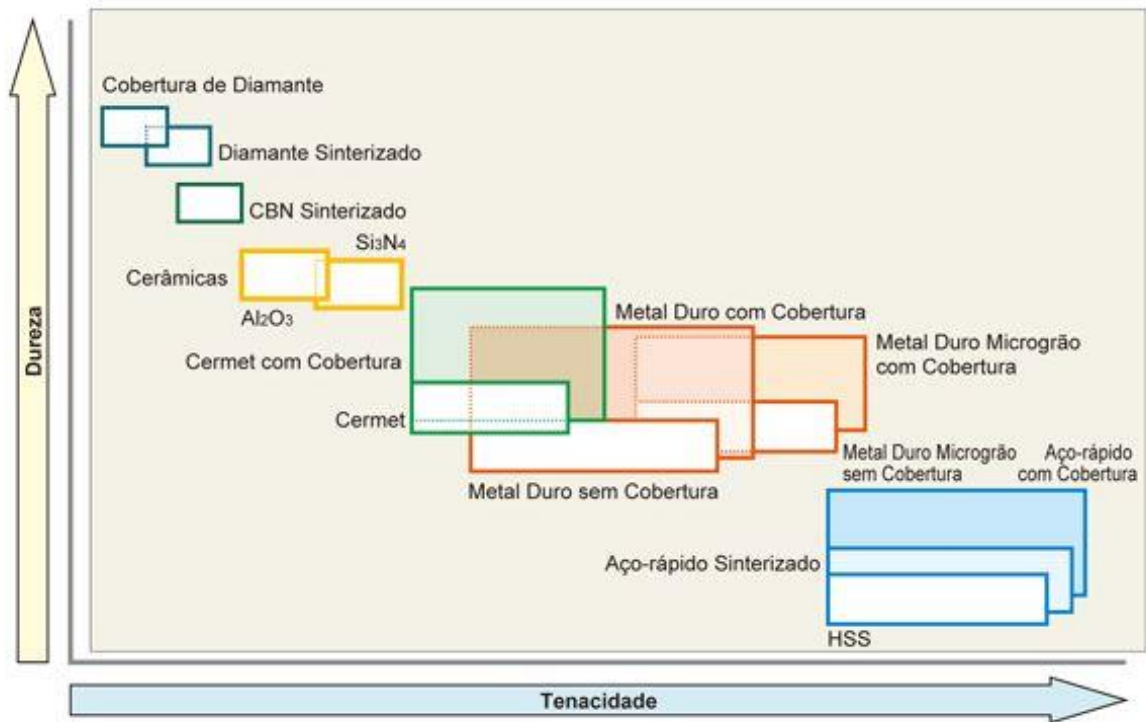 Cobertura de Diamante
Diamante Sinterizado
CBN Sinterizado
Si₃N₄
Cerâmicas
Al₂O₃
Metal Duro com Cobertura
Metal Duro Microgrão
com Cobertura
Cermet com Cobertura
Cermet
Metal Duro Microgrão
sem Cobertura
Aço-rápido
com Cobertura
Metal Duro sem Cobertura
Aço-rápido Sinterizado
HSS
Dureza
Tenacidade